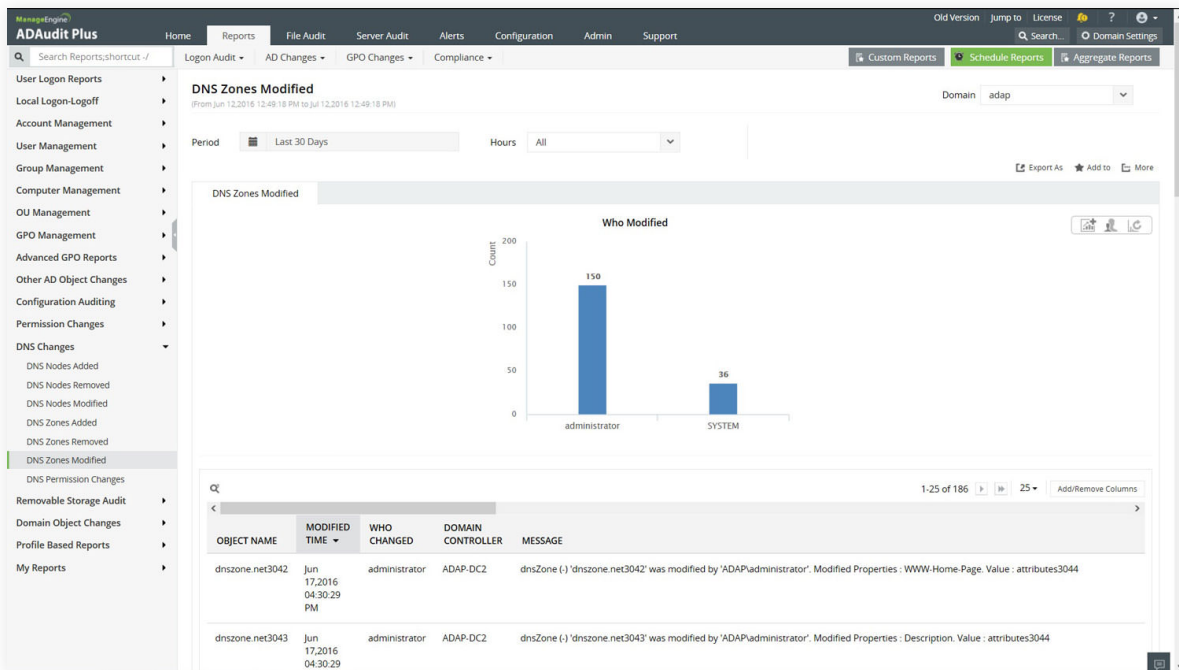 Old Version Jump to License ?
ManageEngine
ADAudit Plus
Home Reports File Audit Server Audit Alerts Configuration Admin Support
Search... Domain Settings
Search Reports;shortcut -/
Logon Audit AD Changes GPO Changes Compliance
Custom Reports Schedule Reports Aggregate Reports
User Logon Reports
Local Logon-Logoff
Account Management
User Management
Group Management
Computer Management
OU Management
GPO Management
Advanced GPO Reports
Other AD Object Changes
Configuration Auditing
Permission Changes
DNS Changes
DNS Nodes Added
DNS Nodes Removed
DNS Nodes Modified
DNS Zones Added
DNS Zones Removed
DNS Zones Modified
DNS Permission Changes
Removable Storage Audit
Domain Object Changes
Profile Based Reports
My Reports
DNS Zones Modified
(From Jun 12,2016 12:49:18 PM to Jul 12,2016 12:49:18 PM)
Domain adap
Period Last 30 Days Hours All
Export As Add to More
DNS Zones Modified
Who Modified
Count
200
150
100
50
0
150
36
administrator SYSTEM
1-25 of 186 25 Add/Remove Columns
OBJECT NAME MODIFIED TIME WHO CHANGED DOMAIN CONTROLLER MESSAGE
dnszone.net3042 Jun 17,2016 04:30:29 PM administrator ADAP-DC2 dnsZone (-) 'dnszone.net3042' was modified by 'ADAP\administrator'. Modified Properties : WWW-Home-Page. Value : attributes3044
dnszone.net3043 Jun 17,2016 04:30:29 administrator ADAP-DC2 dnsZone (-) 'dnszone.net3043' was modified by 'ADAP\administrator'. Modified Properties : Description. Value : attributes3044